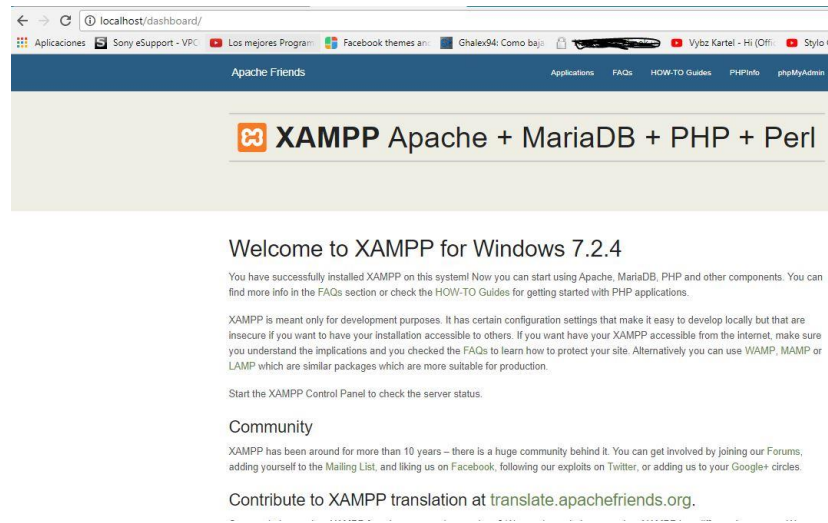 localhost/dashboard/
Aplicaciones Sony eSupport - VPC Los mejores Program Facebook themes and Ghalex94: Como baja Vybz Kartel - Hi (Offi Stylo
Apache Friends Applications FAQs HOW-TO Guides PHPInfo phpMyAdmin
XAMPP Apache + MariaDB + PHP + Perl
Welcome to XAMPP for Windows 7.2.4
You have successfully installed XAMPP on this system! Now you can start using Apache, MariaDB, PHP and other components. You can
find more info in the FAQs section or check the HOW-TO Guides for getting started with PHP applications.
XAMPP is meant only for development purposes. It has certain configuration settings that make it easy to develop locally but that are
insecure if you want to have your installation accessible to others. If you want have your XAMPP accessible from the internet, make sure
you understand the implications and you checked the FAQs to learn how to protect your site. Alternatively you can use WAMP, MAMP or
LAMP which are similar packages which are more suitable for production.
Start the XAMPP Control Panel to check the server status.
Community
XAMPP has been around for more than 10 years – there is a huge community behind it. You can get involved by joining our Forums,
adding yourself to the Mailing List, and liking us on Facebook, following our exploits on Twitter, or adding us to your Google+ circles.
Contribute to XAMPP translation at translate.apachefriends.org.